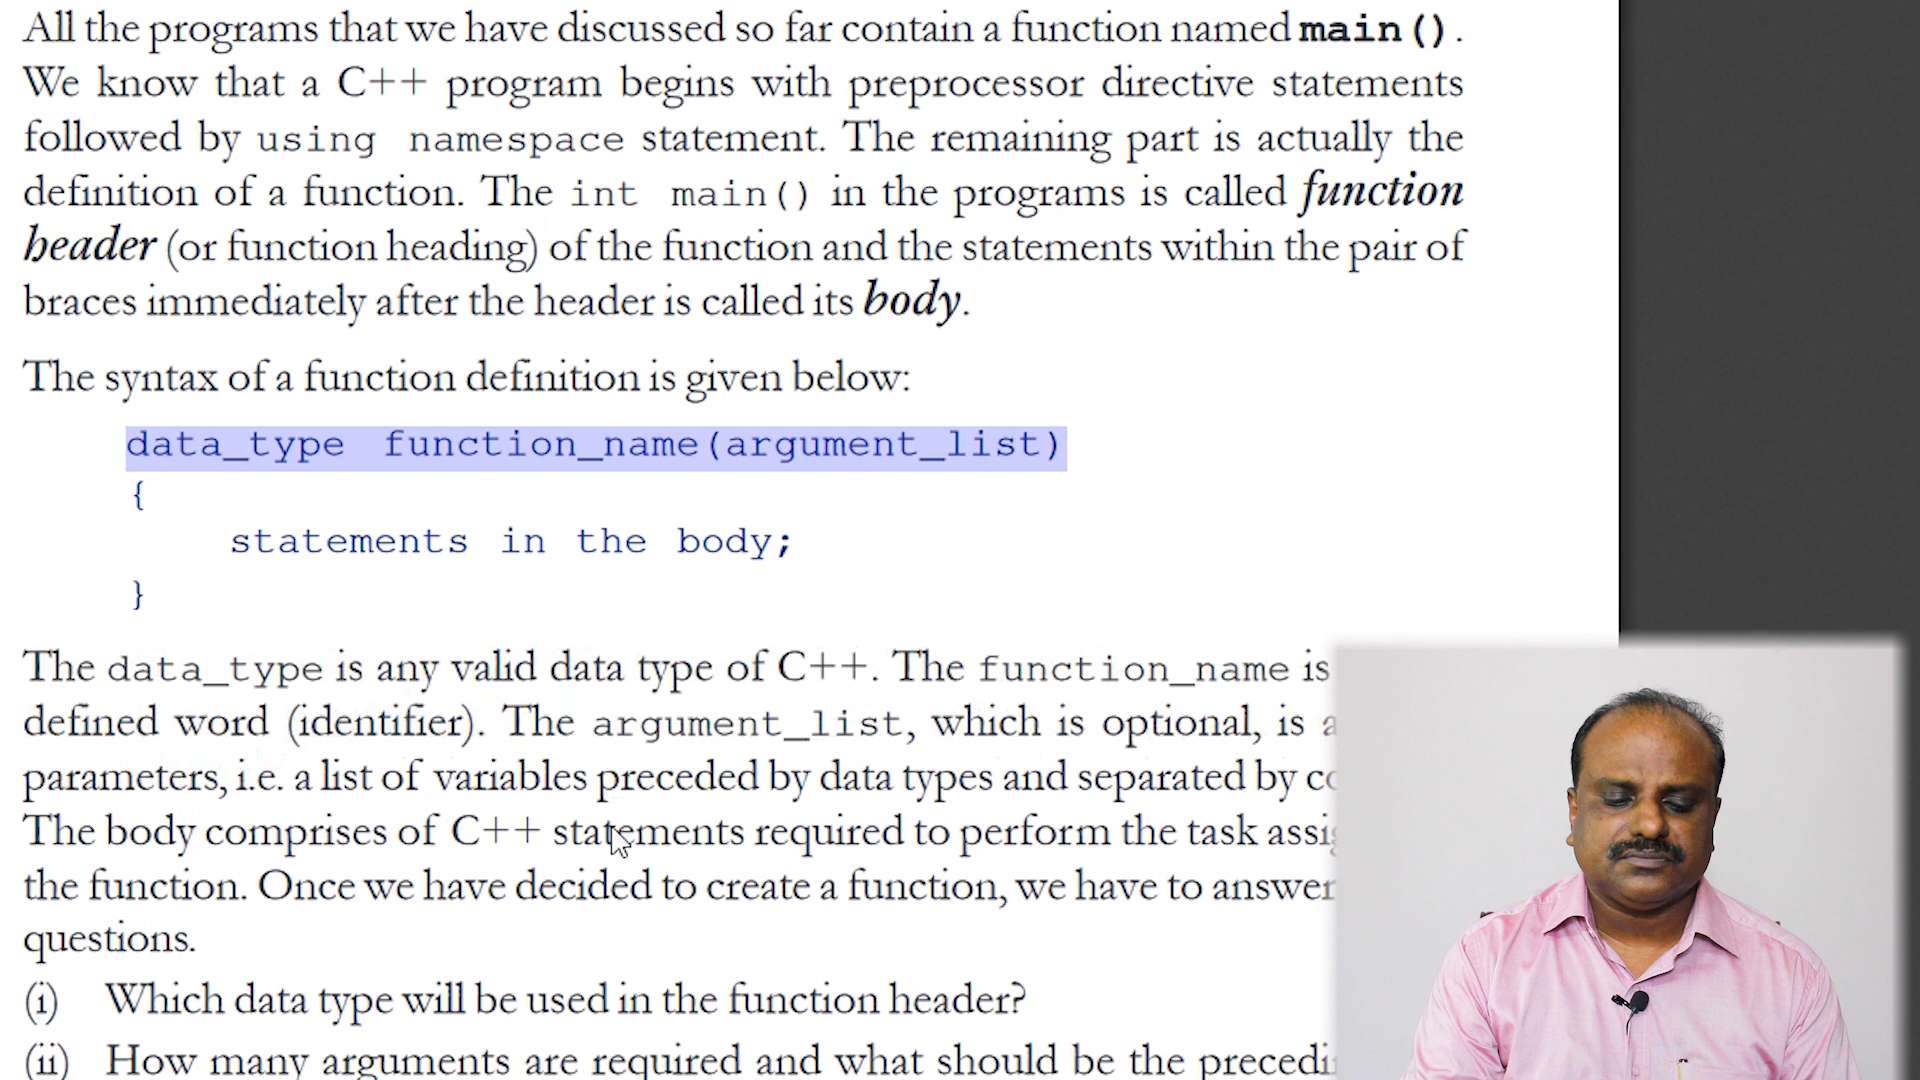 All the programs that we have discussed so far contain a function named main().
We know that a C++ program begins with preprocessor directive statements
followed by using namespace statement. The remaining part is actually the
definition of a function. The int main() in the programs is called function
header (or function heading) of the function and the statements within the pair of
braces immediately after the header is called its body.
The syntax of a function definition is given below:
data_type function_name(argument_list)
{
statements in the body;
}
The data_type is any valid data type of C++. The function_name is
defined word (identifier). The argument_list, which is optional, is a
parameters, i.e. a list of variables preceded by data types and separated by
The body comprises of C++ statements required to perform the task
the function. Once we have decided to create a function, we have to answer
questions.
(i) Which data type will be used in the function header?
(ii) How many arguments are required and what should be the